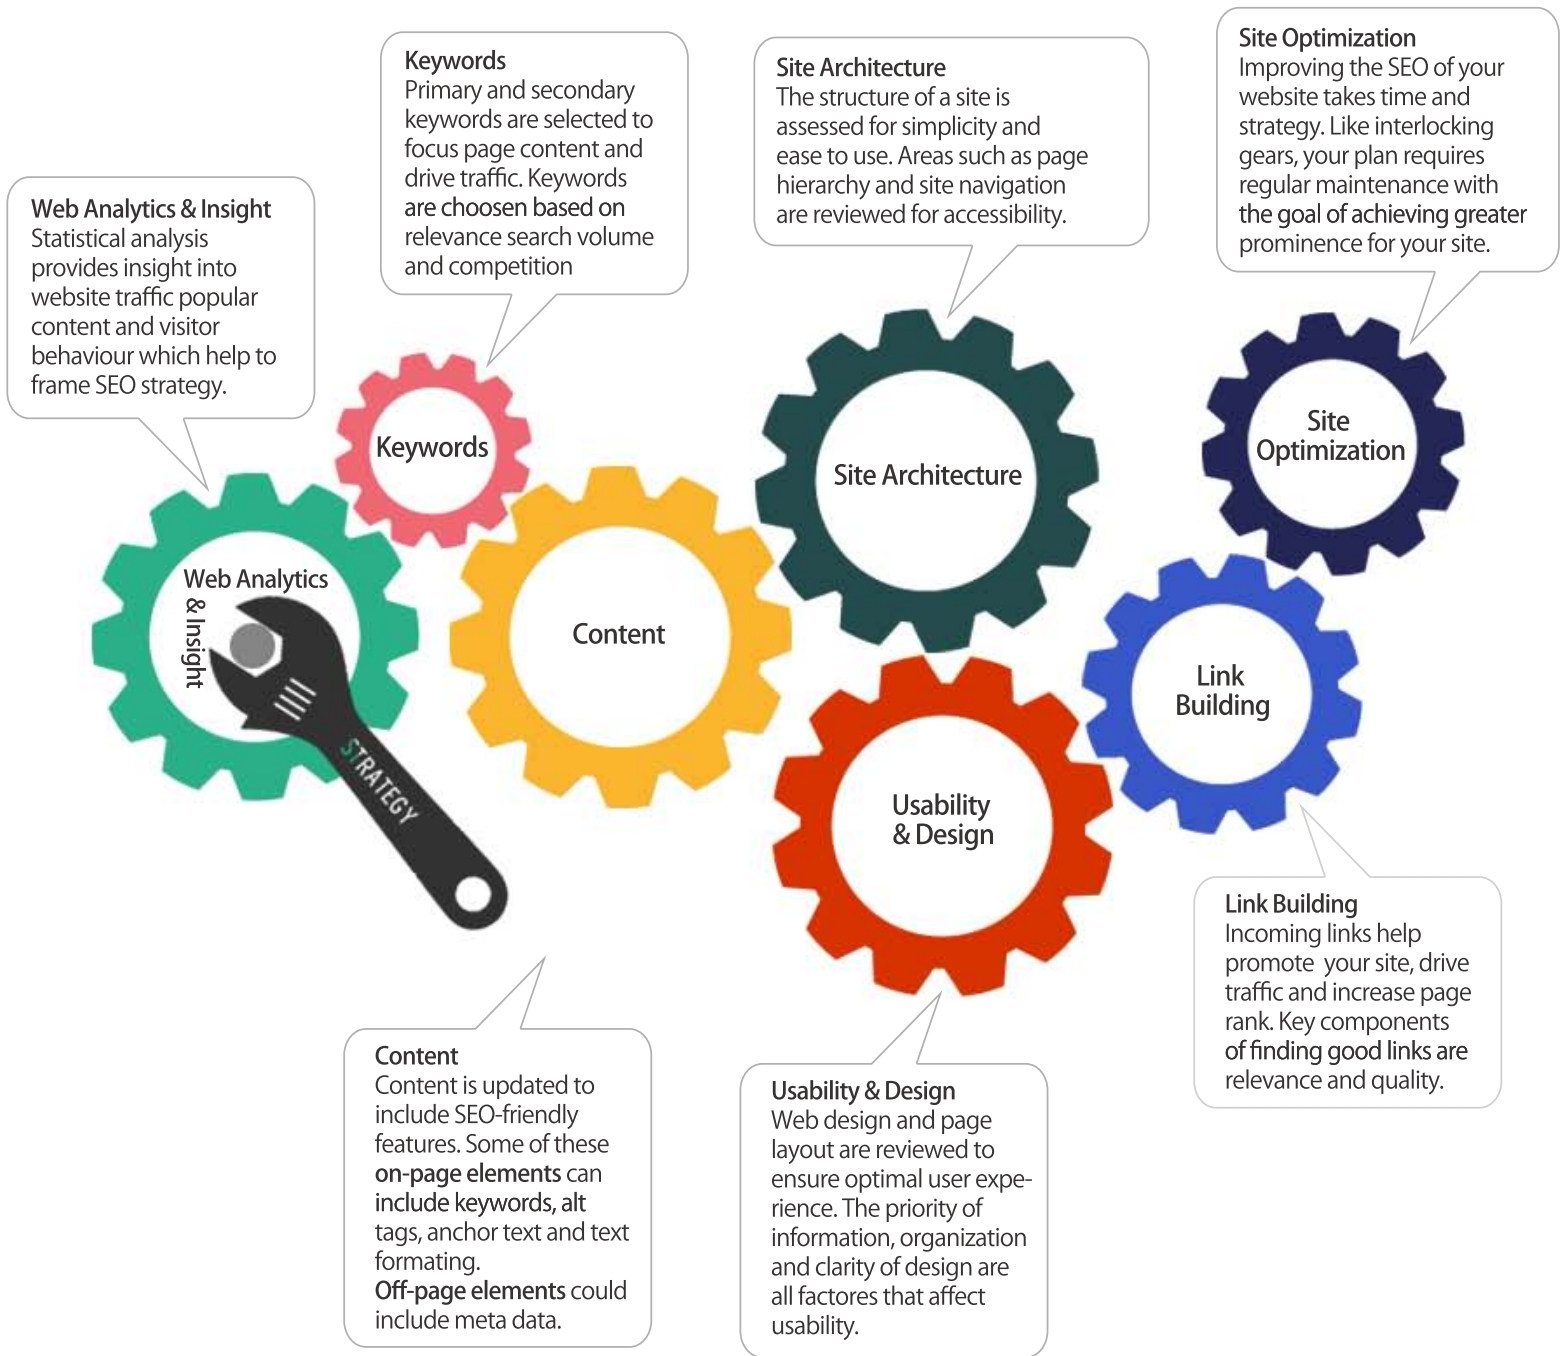 Keywords
Primary and secondary
keywords are selected to
focus page content and
drive traffic. Keywords
are choosen based on
relevance search volume
and competition
Site Architecture
The structure of a site is
assessed for simplicity and
ease to use. Areas such as page
hierarchy and site navigation
are reviewed for accessibility.
Site Optimization
Improving the SEO of your
website takes time and
strategy. Like interlocking
gears, your plan requires
regular maintenance with
the goal of achieving greater
prominence for your site.
Web Analytics & Insight
Statistical analysis
provides insight into
website traffic popular
content and visitor
behaviour which help to
frame SEO strategy.
Keywords
Site Architecture
Site
Optimization
Web Analytics
& Insight
Content
Link
Building
STRATEGY
Usability
& Design
Link Building
Incoming links help
promote  your site, drive
traffic and increase page
rank. Key components
of finding good links are
relevance and quality.
Content
Content is updated to
include SEO-friendly
features. Some of these
on-page elements can
include keywords, alt
tags, anchor text and text
formating.
Off-page elements could
include meta data.
Usability & Design
Web design and page
layout are reviewed to
ensure optimal user expe-
rience. The priority of
information, organization
and clarity of design are
all factores that affect
usability.